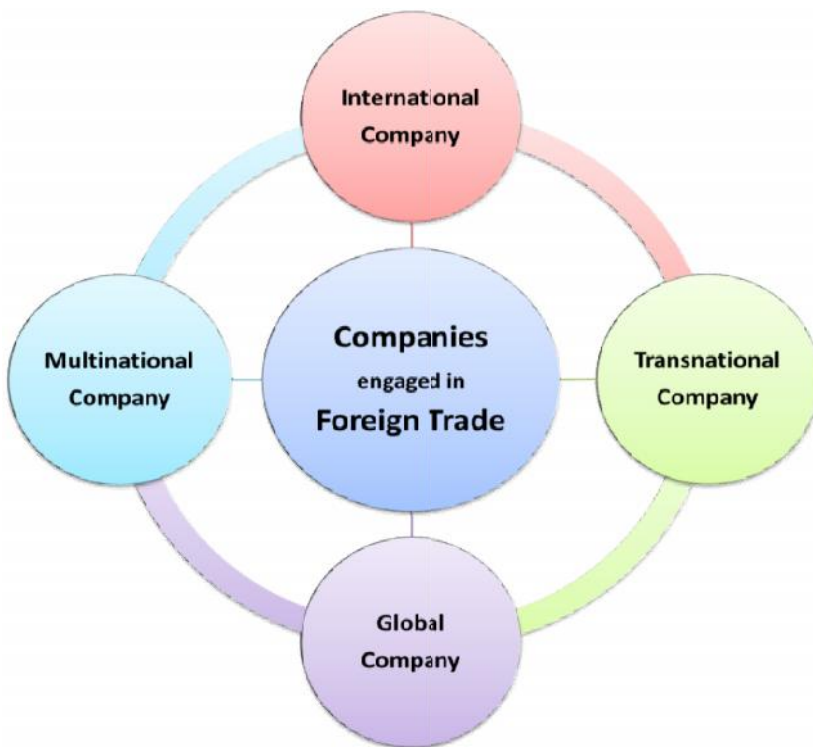 International
Company
Multinational
Company
Companies
engaged in
Foreign Trade
Transnational
Company
Global
Company